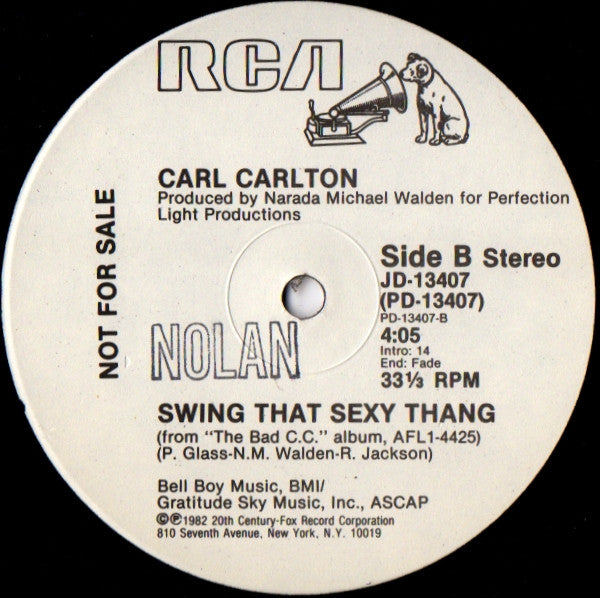 RCA
CARL CARLTON
Produced by Narada Michael Walden for Perfection
Light Productions
NOT FOR SALE
Side B Stereo
JD-13407
(PD-13407)
PD-13407-B
4:05
Intro: 14
End: Fade
33⅓ RPM
NOLAN
SWING THAT SEXY THANG
(from "The Bad C.C." album, AFL1-4425)
(P. Glass-N.M. Walden-R. Jackson)
Bell Boy Music, BMI/
Gratitude Sky Music, Inc., ASCAP
©℗1982 20th Century-Fox Record Corporation
810 Seventh Avenue, New York, N.Y. 10019